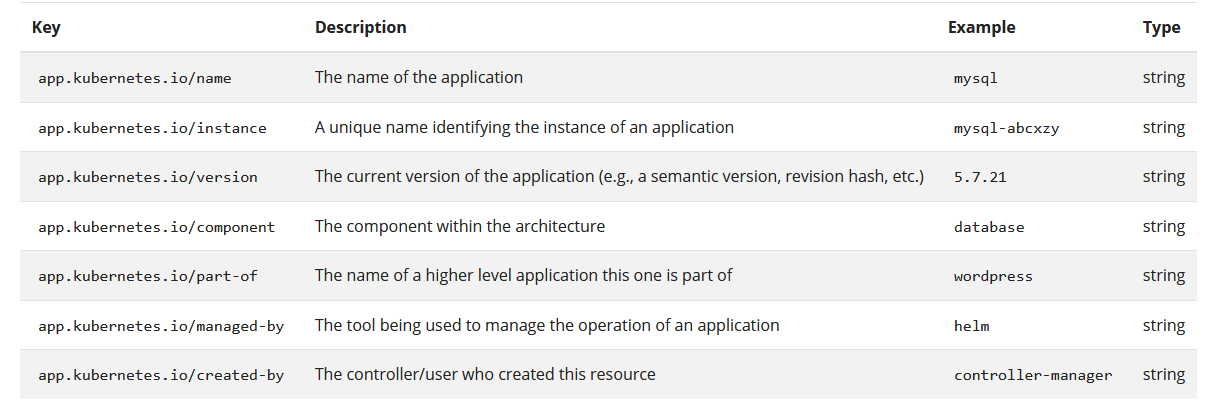 Key Description Example Type
app.kubernetes.io/name The name of the application mysql string
app.kubernetes.io/instance A unique name identifying the instance of an application mysql-abcxzy string
app.kubernetes.io/version The current version of the application (e.g., a semantic version, revision hash, etc.) 5.7.21 string
app.kubernetes.io/component The component within the architecture database string
app.kubernetes.io/part-of The name of a higher level application this one is part of wordpress string
app.kubernetes.io/managed-by The tool being used to manage the operation of an application helm string
app.kubernetes.io/created-by The controller/user who created this resource controller-manager string